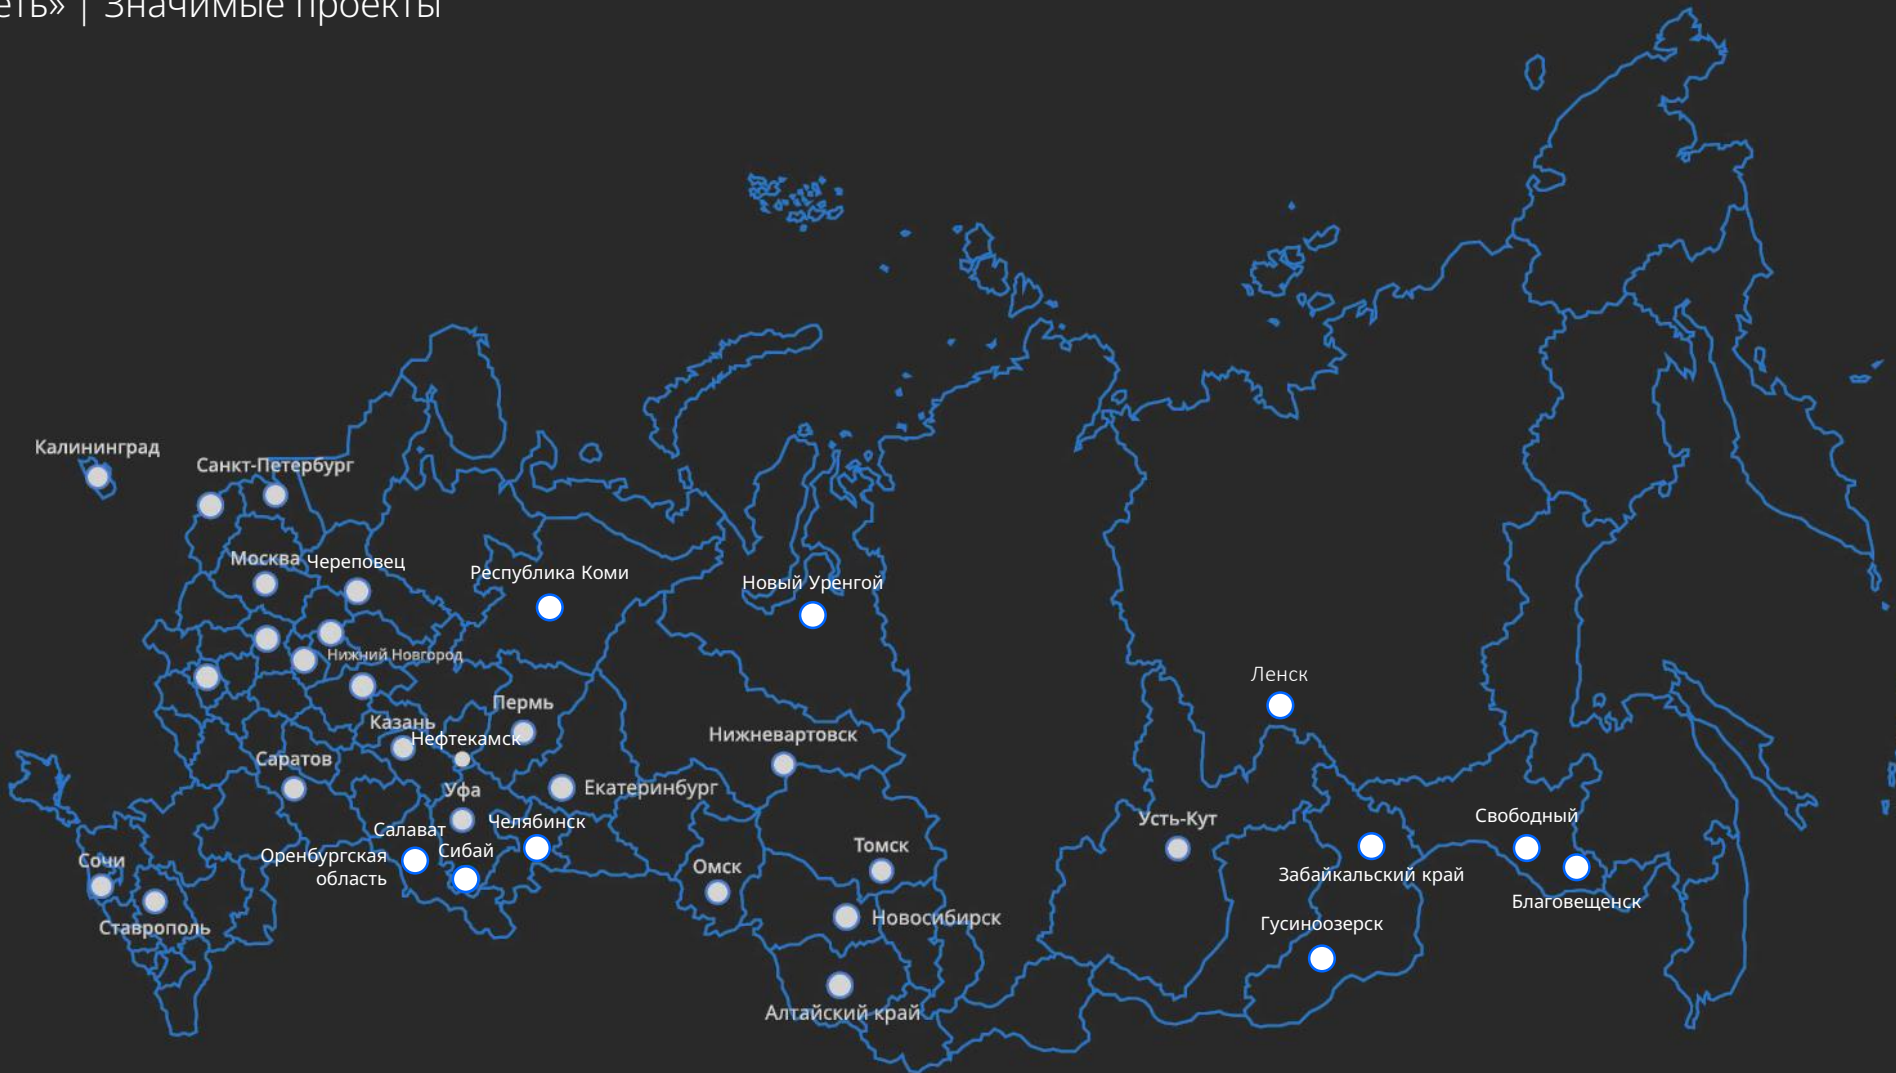 еть» | Значимые проекты
Калининград
Санкт-Петербург
Москва
Череповец
Республика Коми
Новый Уренгой
Нижний Новгород
Ленск
Пермь
Казань
Нефтекамск
Нижневартовск
Саратов
Уфа
Екатеринбург
Салават
Челябинск
Сибай
Оренбургская
область
Усть-Кут
Свободный
Сочи
Омск
Томск
Забайкальский край
Благовещенск
Ставрополь
Новосибирск
Гусиноозерск
Алтайский край